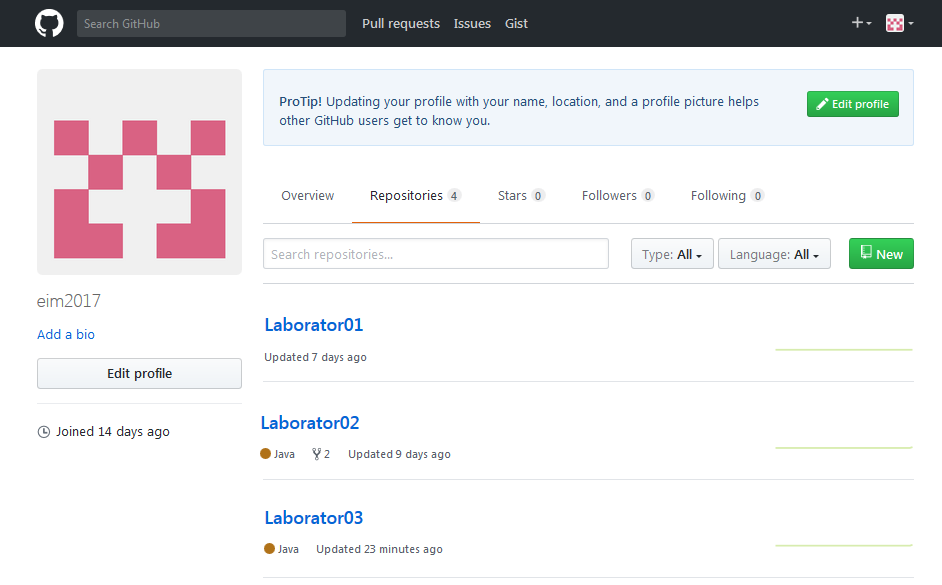 Search GitHub
Pull requests Issues Gist
ProTip! Updating your profile with your name, location, and a profile picture helps
other GitHub users get to know you.
Edit profile
Overview Repositories 4 Stars 0 Followers 0 Following 0
Search repositories...
Type: All Language: All New
eim2017
Add a bio
Edit profile
Joined 14 days ago
Laborator01
Updated 7 days ago
Laborator02
Java 2 Updated 9 days ago
Laborator03
Java Updated 23 minutes ago